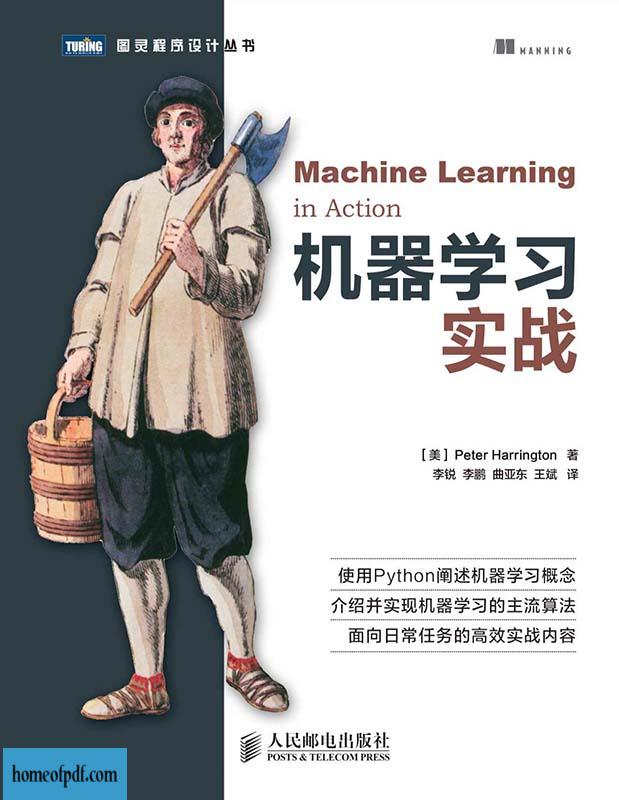 TURING 图灵程序设计丛书
MANNING
Machine Learning
in Action
机器学习
实战
[美] Peter Harrington 著
李锐 李鹏 曲亚东 王斌 译
使用Python阐述机器学习概念
介绍并实现机器学习的主流算法
面向日常任务的高效实战内容
人民邮电出版社
POSTS & TELECOM PRESS
homeofpdf.com